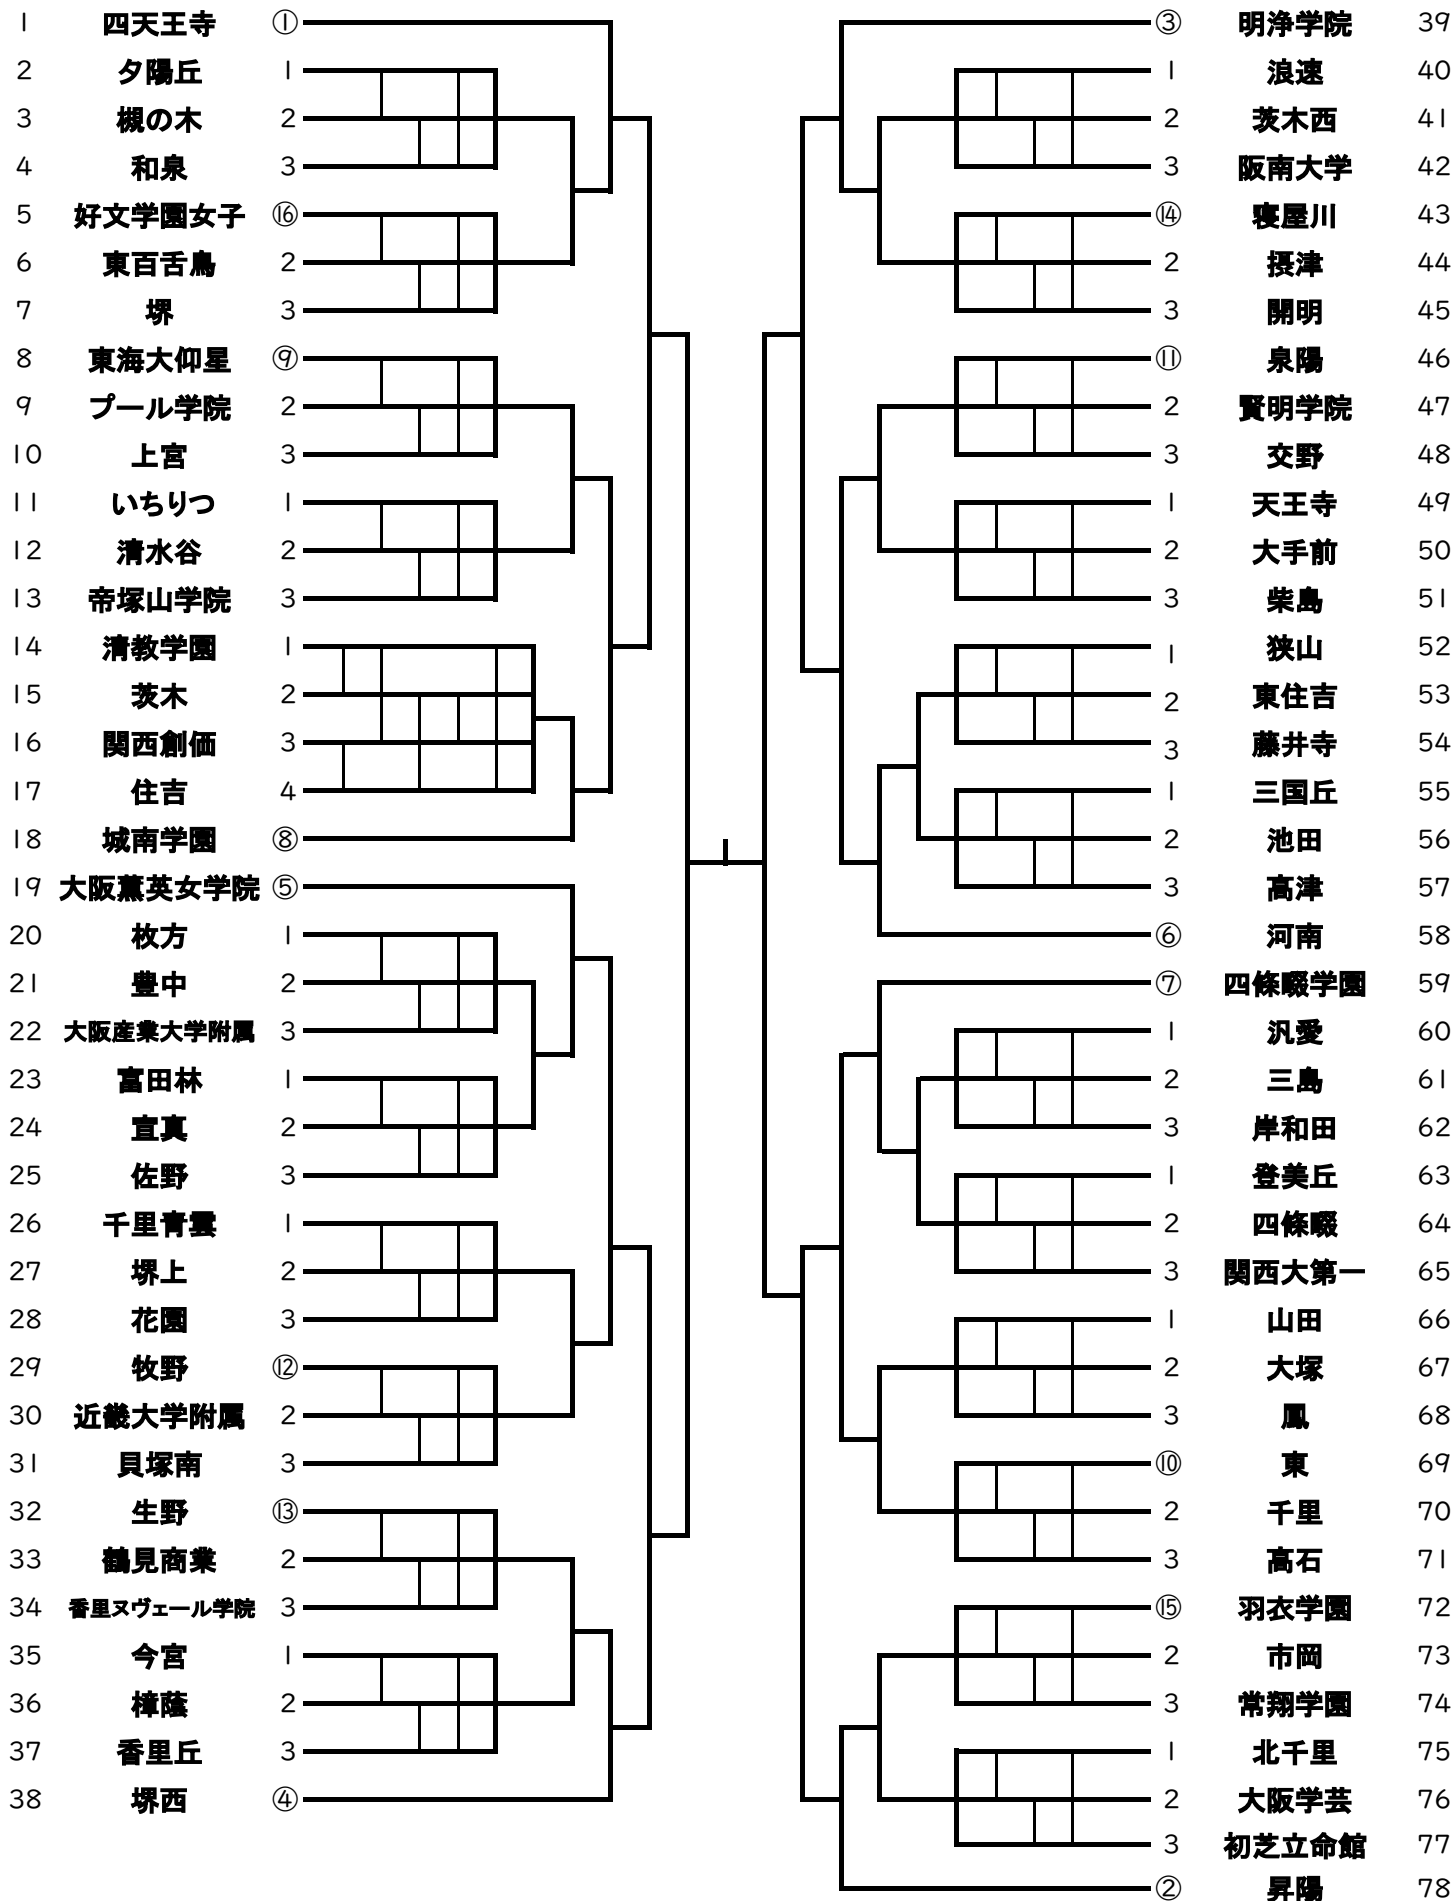 1 四天王寺 ①
2 夕陽丘 1
3 槻の木 2
4 和泉 3
5 好文学園女子 ⑯
6 東百舌鳥 2
7 堺 3
8 東海大仰星 ⑨
9 プール学院 2
10 上宮 3
11 いちりつ 1
12 清水谷 2
13 帝塚山学院 3
14 清教学園 1
15 茨木 2
16 関西創価 3
17 住吉 4
18 城南学園 ⑧
19 大阪薫英女学院 ⑤
20 枚方 1
21 豊中 2
22 大阪産業大学附属 3
23 富田林 1
24 宣真 2
25 佐野 3
26 千里青雲 1
27 堺上 2
28 花園 3
29 牧野 ⑫
30 近畿大学附属 2
31 貝塚南 3
32 生野 ⑬
33 鶴見商業 2
34 香里ヌヴェール学院 3
35 今宮 1
36 樟蔭 2
37 香里丘 3
38 堺西 ④
③ 明浄学院 39
1 浪速 40
2 茨木西 41
3 阪南大学 42
⑭ 寝屋川 43
2 摂津 44
3 開明 45
⑪ 泉陽 46
2 賢明学院 47
3 交野 48
1 天王寺 49
2 大手前 50
3 柴島 51
1 狭山 52
2 東住吉 53
3 藤井寺 54
1 三国丘 55
2 池田 56
3 高津 57
⑥ 河南 58
⑦ 四條畷学園 59
1 汎愛 60
2 三島 61
3 岸和田 62
1 登美丘 63
2 四條畷 64
3 関西大第一 65
1 山田 66
2 大塚 67
3 鳳 68
⑩ 東 69
2 千里 70
3 高石 71
⑮ 羽衣学園 72
2 市岡 73
3 常翔学園 74
1 北千里 75
2 大阪学芸 76
3 初芝立命館 77
② 昇陽 78